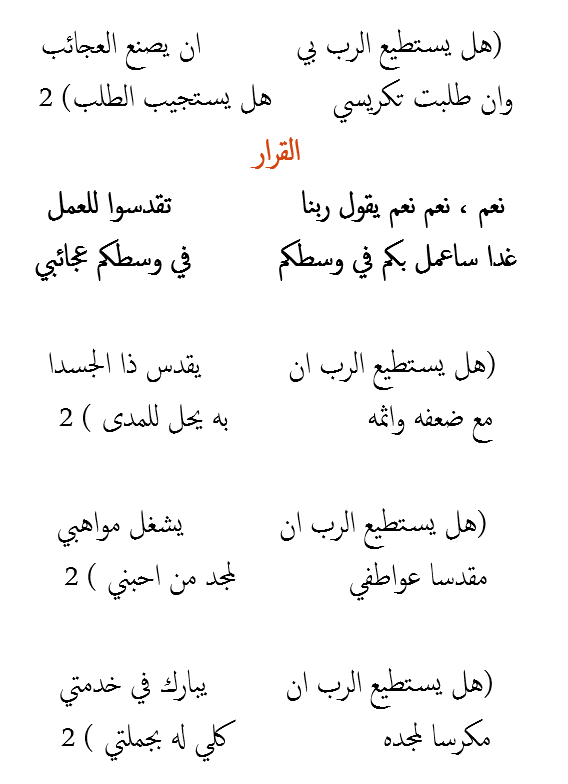 (هل يستطيع الرب بي ان يصنع العجائب
وان طلبت تكريسي هل يستجيب الطلب) 2
القرار
نعم ، نعم نعم يقول ربنا تقدسوا للعمل
غدا ساعمل بكم في وسطكم في وسطكم عجائبي
(هل يستطيع الرب ان يقدس ذا الجسدا
مع ضعفه واثمه به يحل للمدى ) 2
(هل يستطيع الرب ان يشغل مواهبي
مقدسا عواطفي لمجد من احبني ) 2
(هل يستطيع الرب ان يبارك في خدمتي
مكرسا لمجده كلي له بجملتي ) 2